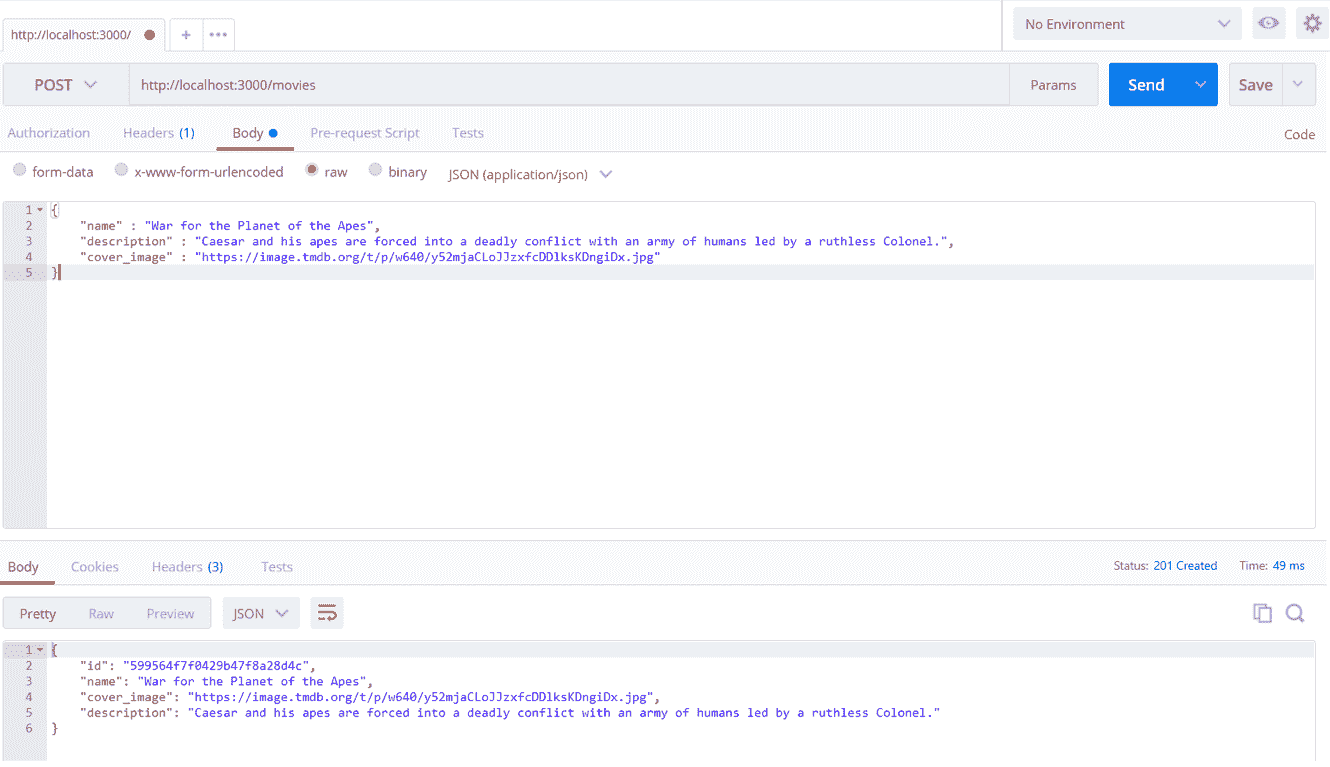 http://localhost:3000/ + •••
No Environment
POST http://localhost:3000/movies Params Send Save
Authorization Headers (1) Body Pre-request Script Tests Code
form-data x-www-form-urlencoded raw binary JSON (application/json)
1 {
2 "name" : "War for the Planet of the Apes",
3 "description" : "Caesar and his apes are forced into a deadly conflict with an army of humans led by a ruthless Colonel.",
4 "cover_image" : "https://image.tmdb.org/t/p/w640/y52mjaCLoJJzxfcDDlksKDngiDx.jpg"
5 }
Body Cookies Headers (3) Tests Status: 201 Created Time: 49 ms
Pretty Raw Preview JSON
1 {
2 "id": "599564f7f0429b47f8a28d4c",
3 "name": "War for the Planet of the Apes",
4 "cover_image": "https://image.tmdb.org/t/p/w640/y52mjaCLoJJzxfcDDlksKDngiDx.jpg",
5 "description": "Caesar and his apes are forced into a deadly conflict with an army of humans led by a ruthless Colonel."
6 }